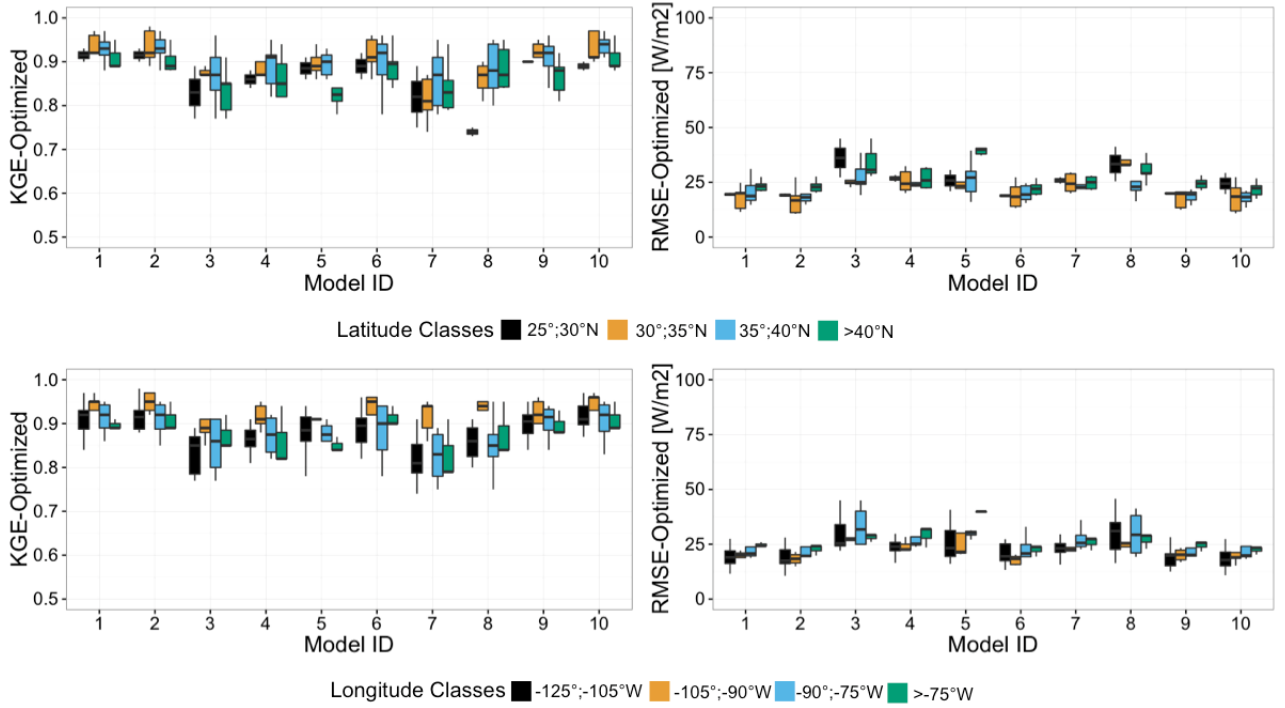 KGE-Optimized
1.0
0.9
0.8
0.7
0.6
0.5
1 2 3 4 5 6 7 8 9 10
Model ID
RMSE-Optimized [W/m2]
100
75
50
25
0
1 2 3 4 5 6 7 8 9 10
Model ID
Latitude Classes 25°;30°N 30°;35°N 35°;40°N >40°N
KGE-Optimized
1.0
0.9
0.8
0.7
0.6
0.5
1 2 3 4 5 6 7 8 9 10
Model ID
RMSE-Optimized [W/m2]
100
75
50
25
0
1 2 3 4 5 6 7 8 9 10
Model ID
Longitude Classes -125°;-105°W -105°;-90°W -90°;-75°W >-75°W